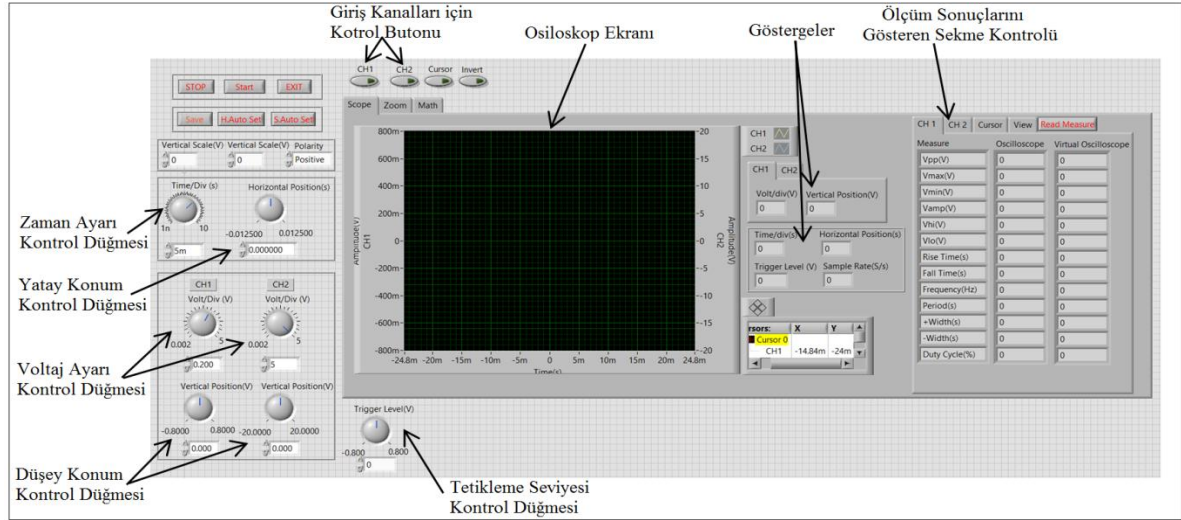 Giriş Kanalları için
Kotrol Butonu
Osiloskop Ekranı
Göstergeler
Ölçüm Sonuçlarını
Gösteren Sekme Kontrolü
CH1 CH2 Cursor Invert
STOP Start EXIT
Save H.Auto Set S.Auto Set
Vertical Scale(V) Vertical Scale(V) Polarity
0 0 Positive
Time/Div (s) Horizontal Position(s)
1n 10 -0.012500 0.012500
5m 0.000000
Zaman Ayarı
Kontrol Düğmesi
Yatay Konum
Kontrol Düğmesi
CH1 CH2
Volt/Div (V) Volt/Div (V)
0.002 5 0.002 5
0.200 5
Voltaj Ayarı
Kontrol Düğmesi
Vertical Position(V) Vertical Position(V)
-0.8000 0.8000 -20.0000 20.0000
0.000 0.000
Düşey Konum
Kontrol Düğmesi
Scope Zoom Math
800m 20
600m 15
400m 10
200m 5
0 0
-200m -5
-400m -10
-600m -15
-800m -20
Amplitude(V)
CH1
Amplitude(V)
CH2
-24.8m -20m -15m -10m -5m 0 5m 10m 15m 20m 24.8m
Time(s)
Trigger Level(V)
-0.800 0.800
0
Tetikleme Seviyesi
Kontrol Düğmesi
CH1
CH2
CH1 CH2
Volt/div(V) Vertical Position(V)
0 0
Time/div(s) Horizontal Position(s)
0 0
Trigger Level (V) Sample Rate(S/s)
0 0
rsors: X Y
Cursor 0
CH1 -14.84m -24m
CH 1 CH 2 Cursor View Read Measure
Measure Oscilloscope Virtual Oscilloscope
Vpp(V) 0 0
Vmax(V) 0 0
Vmin(V) 0 0
Vamp(V) 0 0
Vhi(V) 0 0
Vlo(V) 0 0
Rise Time(s) 0 0
Fall Time(s) 0 0
Frequency(Hz) 0 0
Period(s) 0 0
+Width(s) 0 0
-Width(s) 0 0
Duty Cycle(%) 0 0